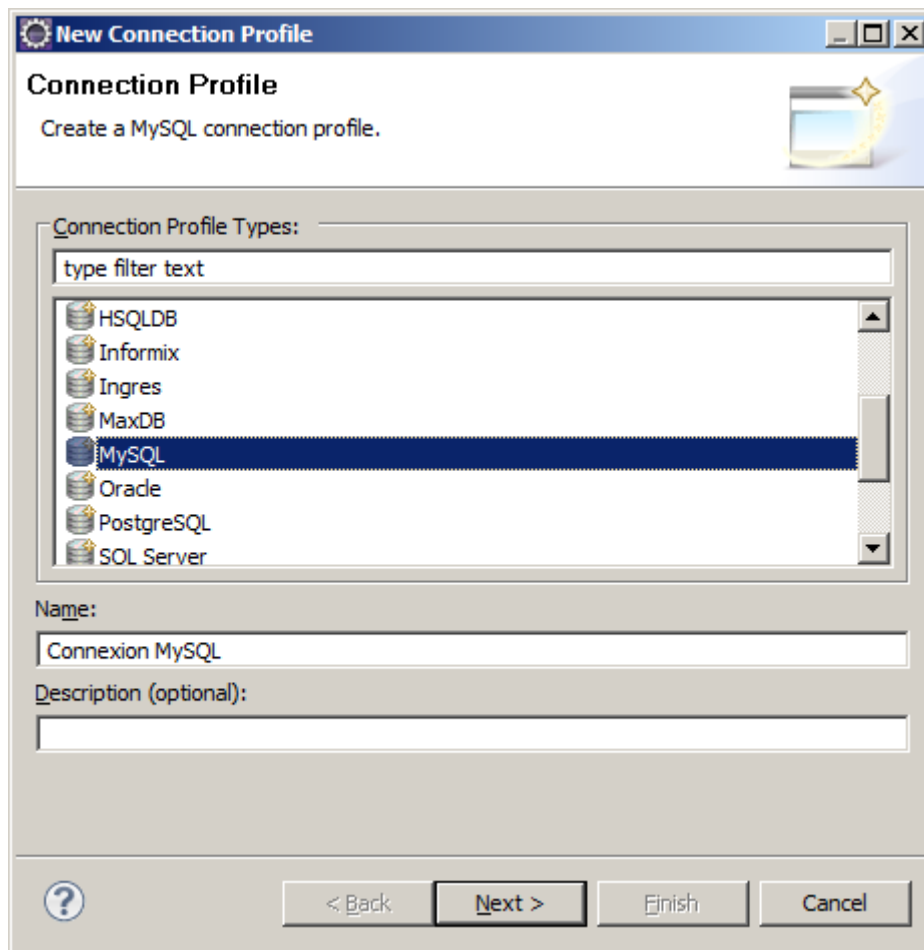 New Connection Profile
Connection Profile
Create a MySQL connection profile.
Connection Profile Types:
type filter text
HSQLDB
Informix
Ingres
MaxDB
MySQL
Oracle
PostgreSQL
SQL Server
Name:
Connexion MySQL
Description (optional):
?
< Back
Next >
Finish
Cancel